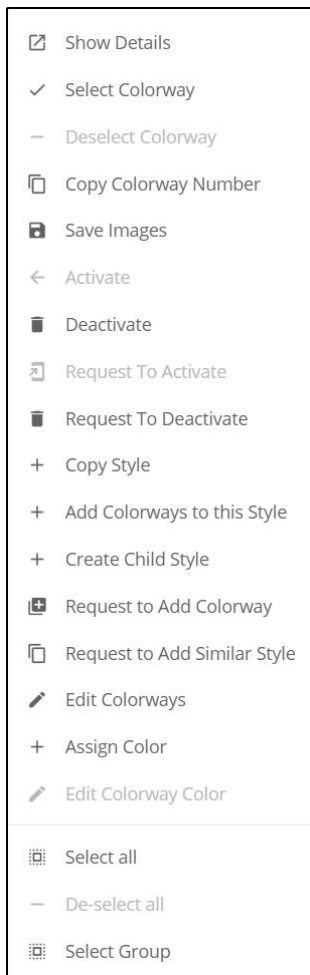 Show Details
Select Colorway
Deselect Colorway
Copy Colorway Number
Save Images
Activate
Deactivate
Request To Activate
Request To Deactivate
Copy Style
Add Colorways to this Style
Create Child Style
Request to Add Colorway
Request to Add Similar Style
Edit Colorways
Assign Color
Edit Colorway Color
Select all
De-select all
Select Group